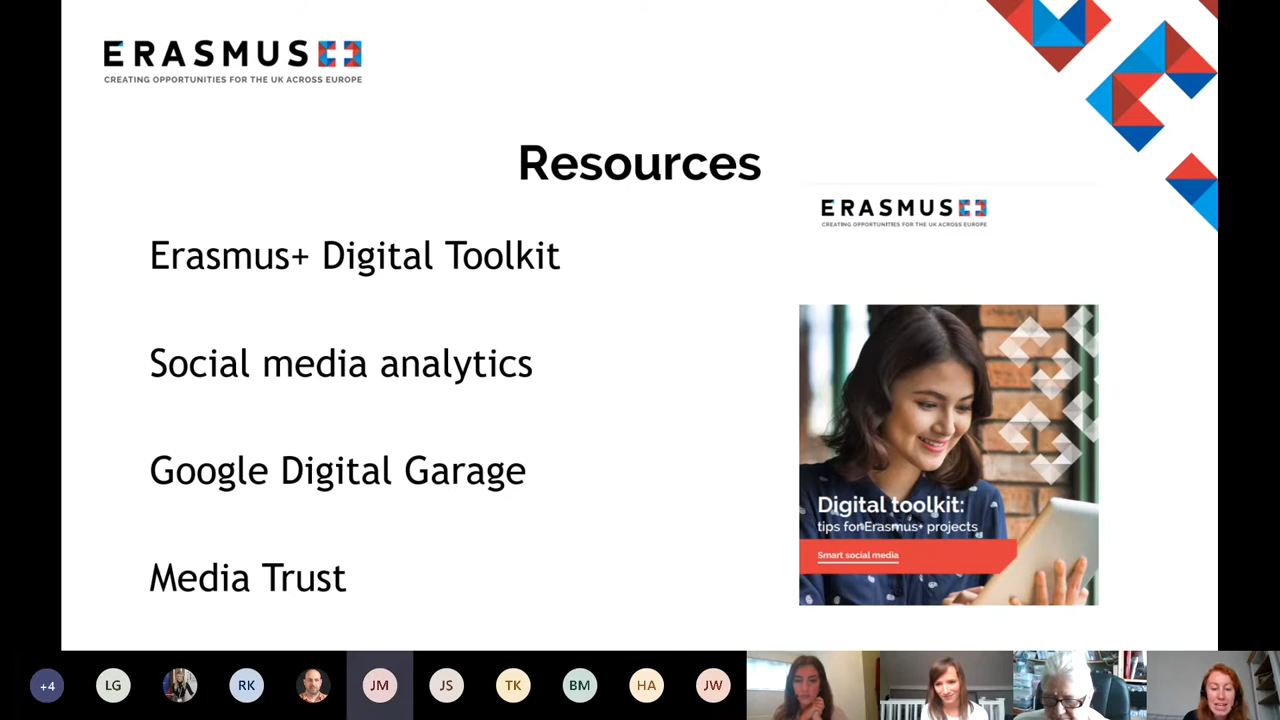 ERASMUS+
CREATING OPPORTUNITIES FOR THE UK ACROSS EUROPE
Resources
ERASMUS+
CREATING OPPORTUNITIES FOR THE UK ACROSS EUROPE
Erasmus+ Digital Toolkit
Social media analytics
Google Digital Garage
Media Trust
Digital toolkit:
tips for Erasmus+ projects
Smart social media
+4
LG
RK
JM
JS
TK
BM
HA
JW